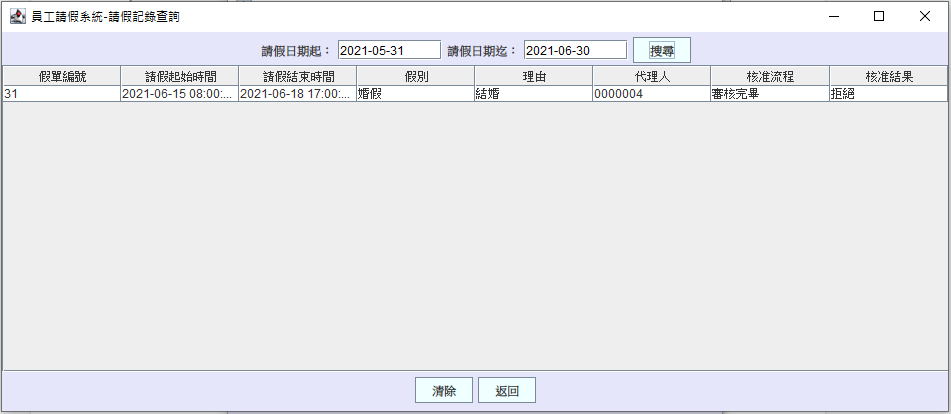 員工請假系統-請假記錄查詢
請假日期起： 2021-05-31 請假日期迄： 2021-06-30 搜尋
假單編號 請假起始時間 請假結束時間 假別 理由 代理人 核准流程 核准結果
31 2021-06-15 08:00:... 2021-06-18 17:00:... 婚假 結婚 0000004 審核完畢 拒絕
清除 返回